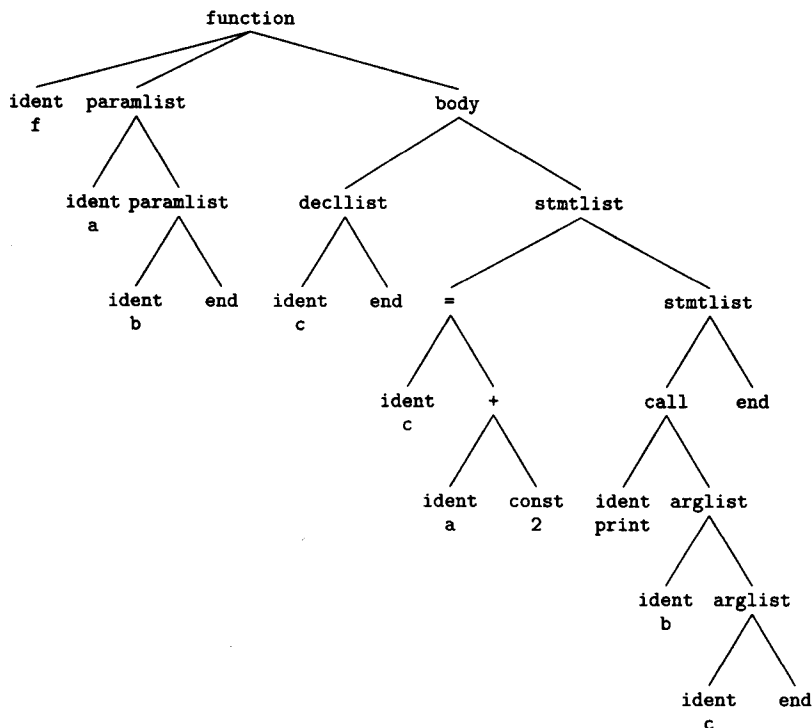 function
ident paramlist body
f
ident paramlist decllist stmtlist
a
ident end ident end = stmtlist
b c
ident + call end
c
ident const ident arglist
a 2 print
ident arglist
b
ident end
c